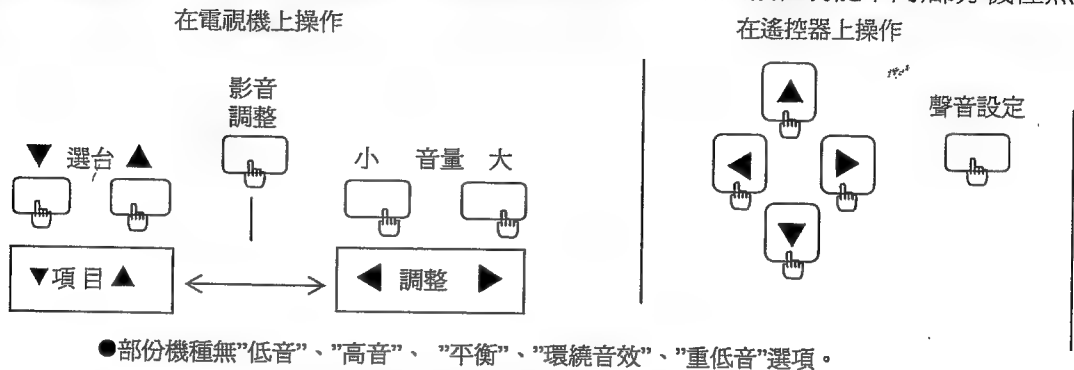 在電視機上操作
在遙控器上操作
影音
調整
▼ 選台 ▲
小 音量 大
聲音設定
▼項目▲
◀ 調整 ▶
●部份機種無”低音”、”高音”、 ”平衡”、”環繞音效”、”重低音”選項。